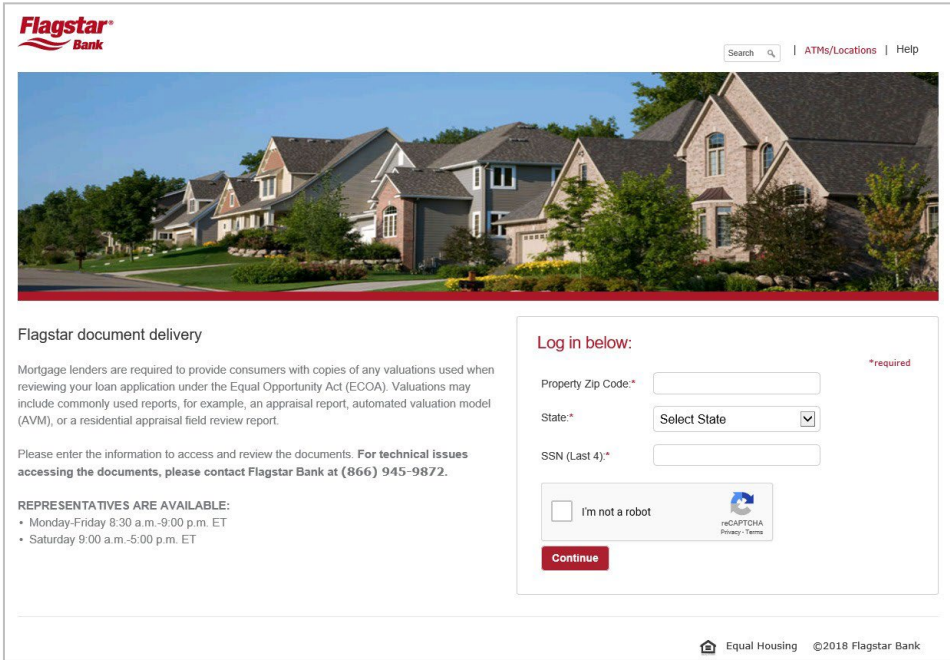 Flagstar®
Bank
Search | ATMs/Locations | Help
Flagstar document delivery
Mortgage lenders are required to provide consumers with copies of any valuations used when
reviewing your loan application under the Equal Opportunity Act (ECOA). Valuations may
include commonly used reports, for example, an appraisal report, automated valuation model
(AVM), or a residential appraisal field review report.
Please enter the information to access and review the documents. For technical issues
accessing the documents, please contact Flagstar Bank at (866) 945-9872.
REPRESENTATIVES ARE AVAILABLE:
• Monday-Friday 8:30 a.m.-9:00 p.m. ET
• Saturday 9:00 a.m.-5:00 p.m. ET
Log in below:
*required
Property Zip Code:*
State:* Select State
SSN (Last 4):*
I'm not a robot
reCAPTCHA
Privacy - Terms
Continue
Equal Housing ©2018 Flagstar Bank